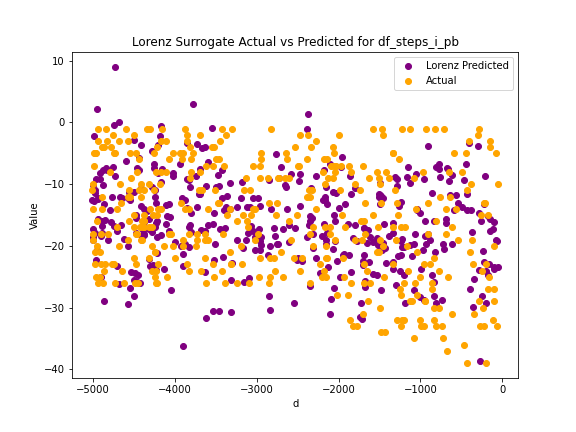 Lorenz Surrogate Actual vs Predicted for df_steps_i_pb
Lorenz Predicted
Actual
10
0
−10
−20
−30
−40
Value
−5000 −4000 −3000 −2000 −1000 0
d